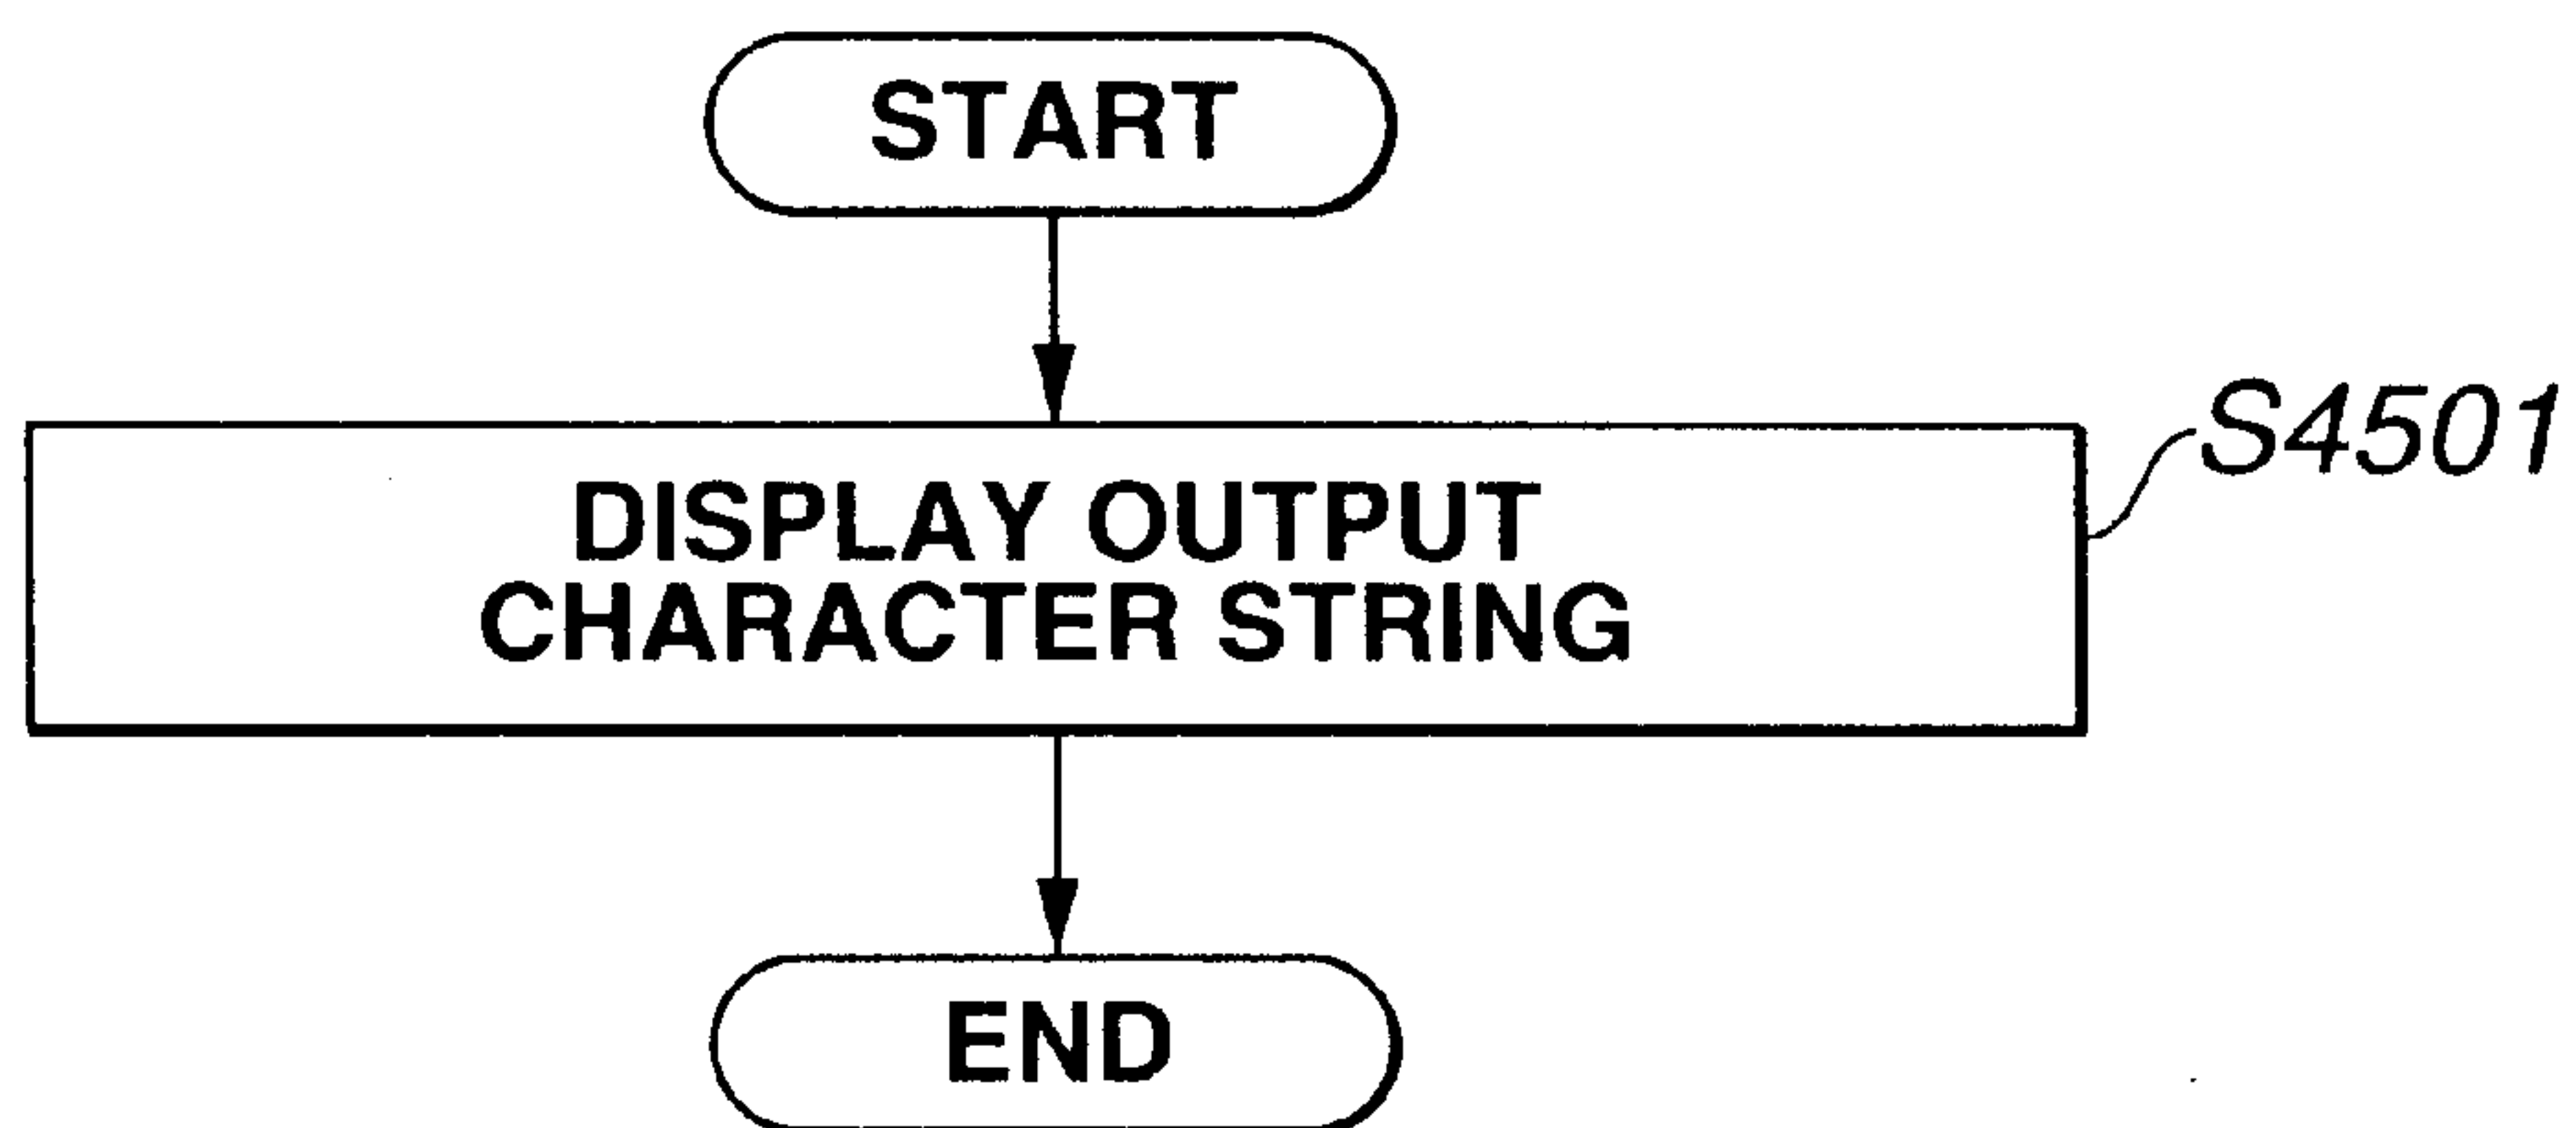 START
S4501
DISPLAY OUTPUT
CHARACTER STRING
END